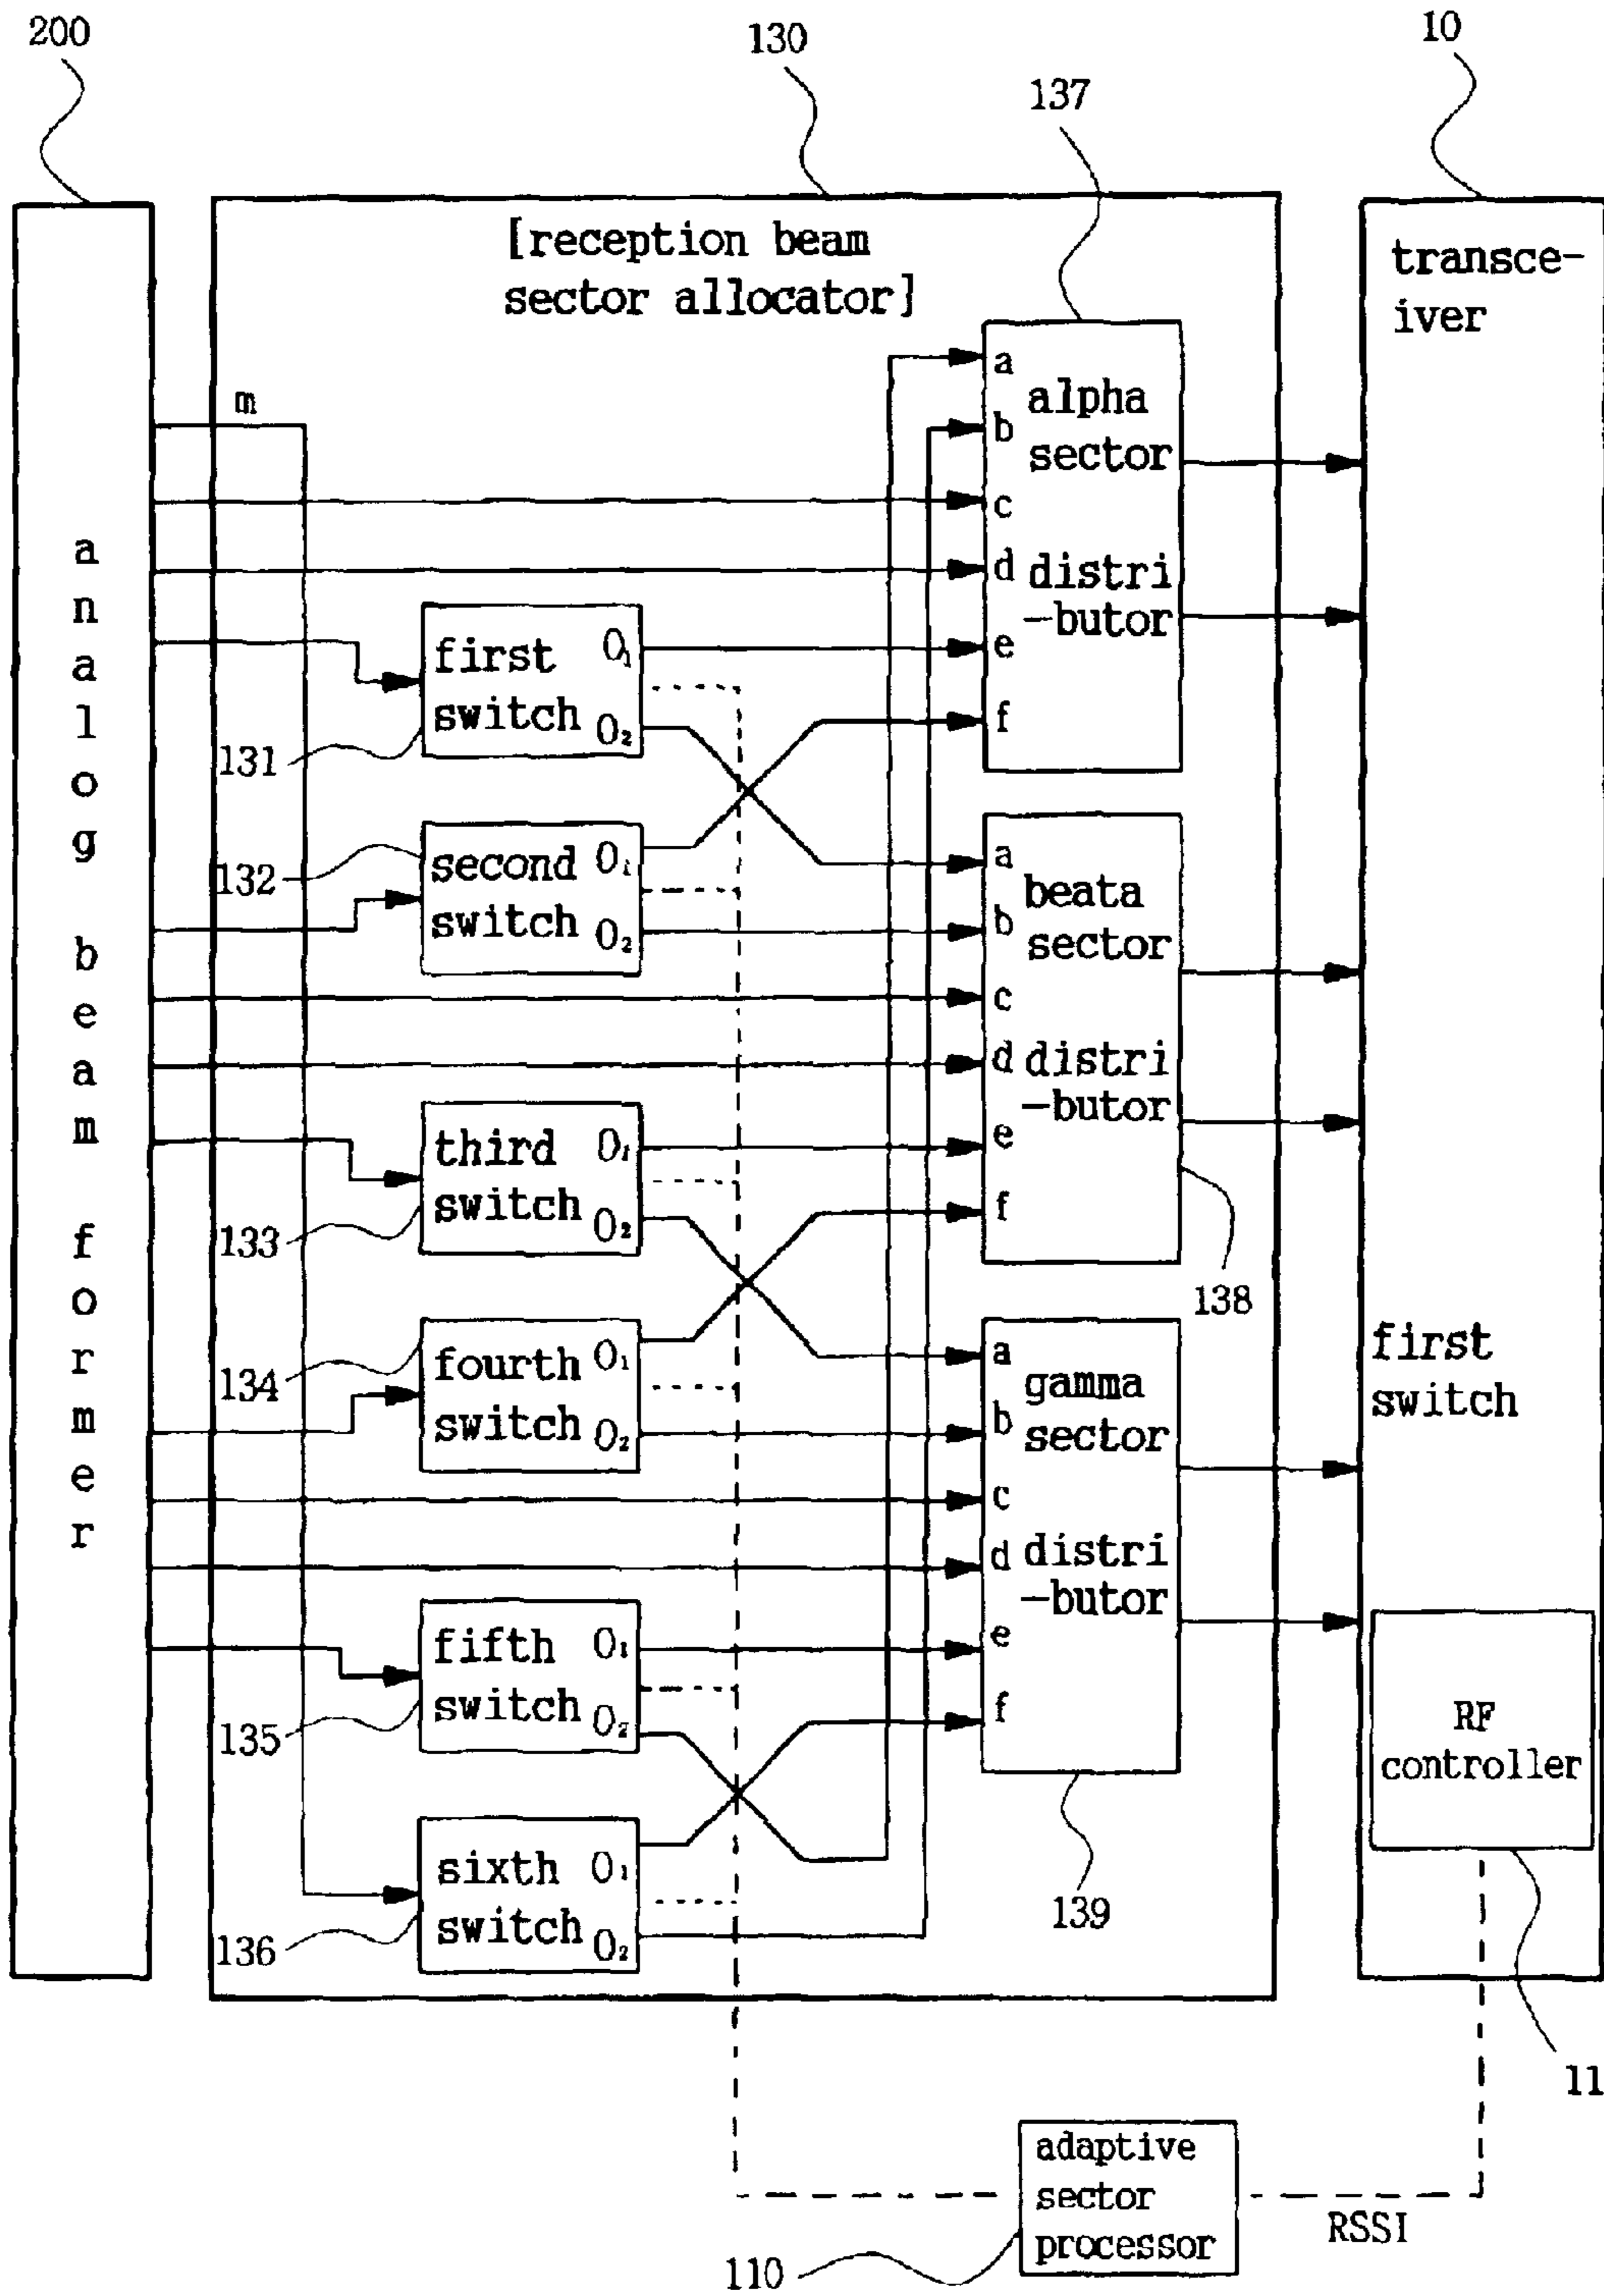 200
130
10
137
[reception beam
sector allocator]
transce-
iver
m
analog beam former
a
alpha
b
sector
c
d
distri
-butor
e
f
first
switch
O1
O2
131
second
switch
O1
O2
132
a
beata
b
sector
c
d
distri
-butor
e
f
third
switch
O1
O2
133
138
fourth
switch
O1
O2
134
a
gamma
b
sector
c
d
distri
-butor
e
f
first
switch
fifth
switch
O1
O2
135
RF
controller
sixth
switch
O1
O2
136
139
11
adaptive
sector
processor
RSSI
110